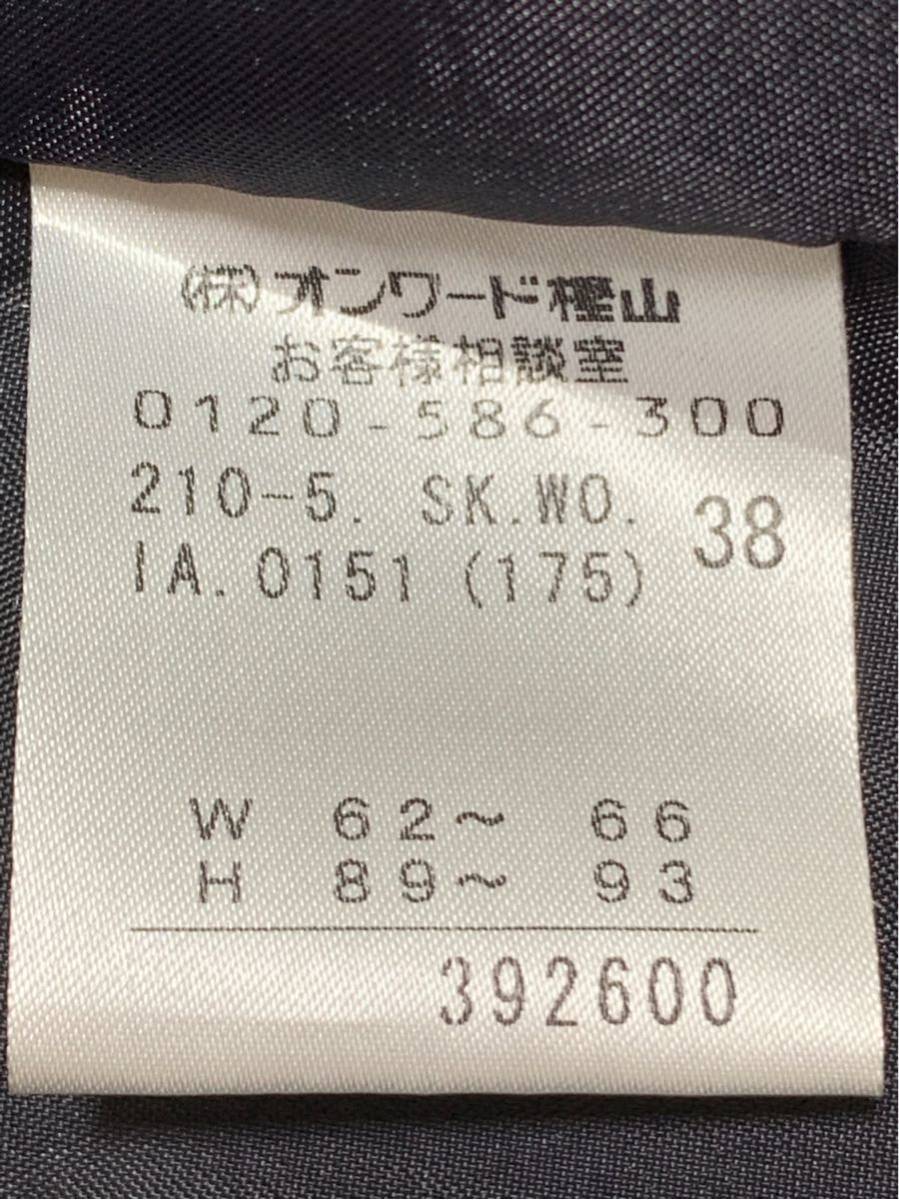 (株)オンワード樫山
お客様相談室
0120-586-300
210-5. SK.WO. 38
IA.0151 (175)
W 62～ 66
H 89～ 93
392600